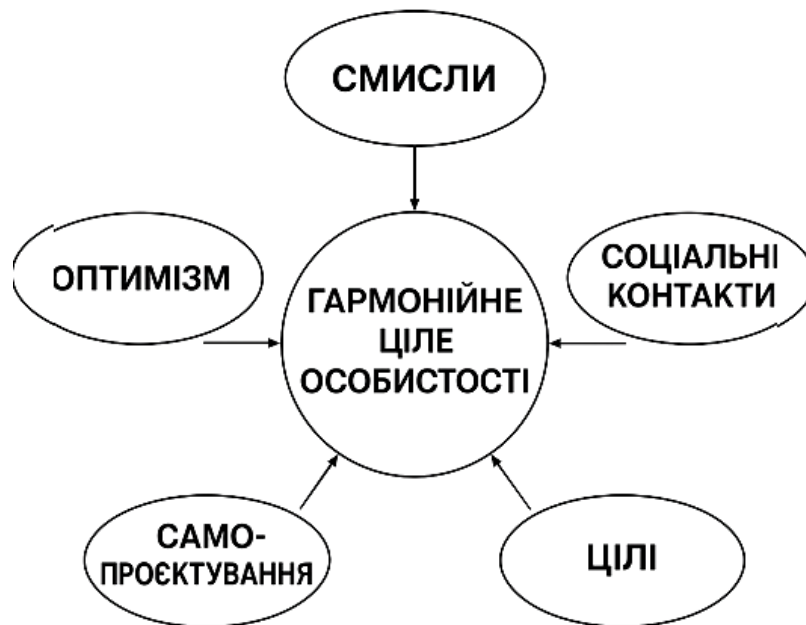 СМИСЛИ
ОПТИМІЗМ
СОЦІАЛЬНІ
КОНТАКТИ
ГАРМОНІЙНЕ
ЦІЛЕ
ОСОБИСТОСТІ
САМО-
ПРОЄКТУВАННЯ
ЦІЛІ